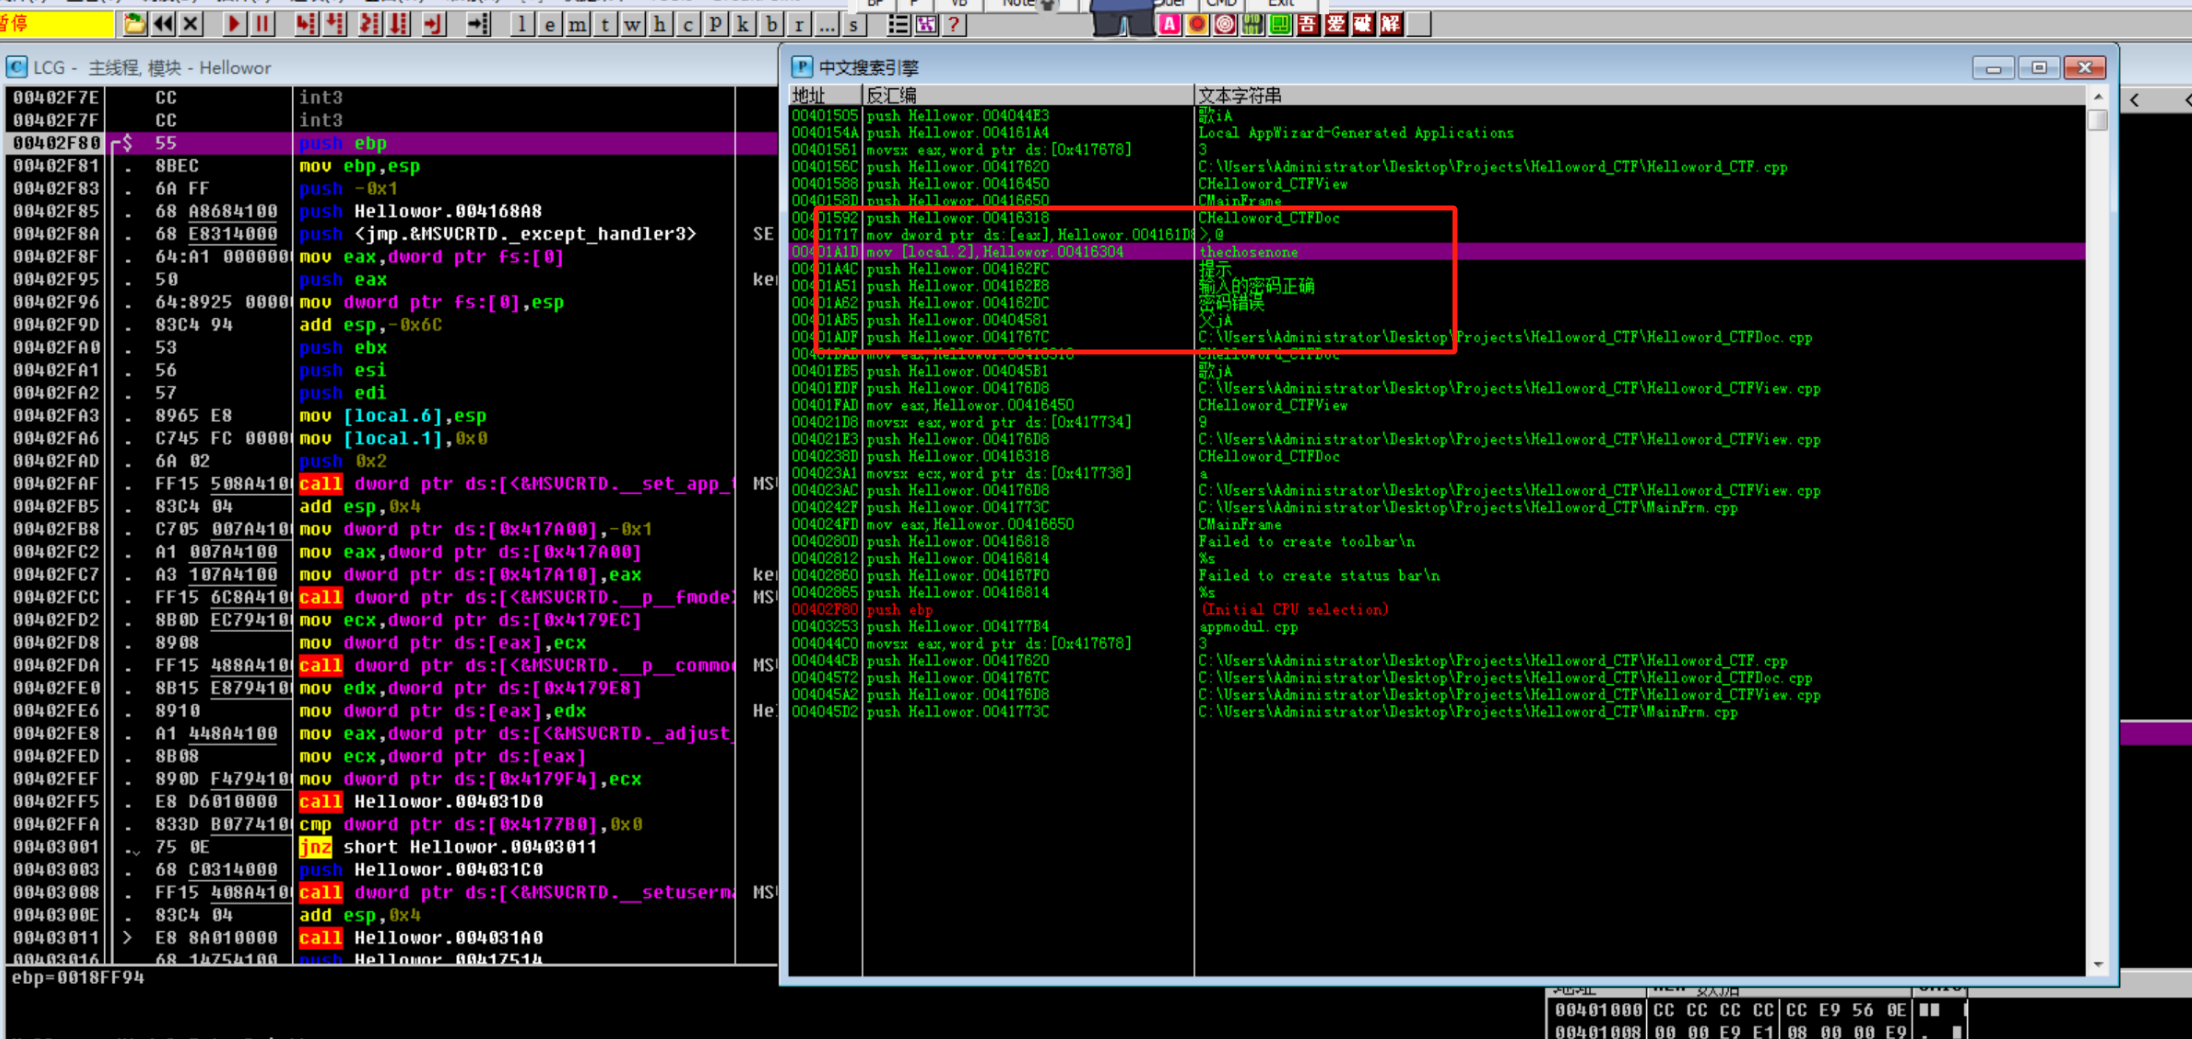 暂停
BP P VB Note CMD Exit
l e m t w h c p k b r ... s ?
A 吾 爱 破 解
LCG - 主线程, 模块 - Hellowor
00402F7E CC int3
00402F7F CC int3
00402F80 $ 55 push ebp
00402F81 . 8BEC mov ebp,esp
00402F83 . 6A FF push -0x1
00402F85 . 68 A8684100 push Hellowor.004168A8
00402F8A . 68 E8314000 push <jmp.&MSVCRTD._except_handler3> SE
00402F8F . 64:A1 000000 mov eax,dword ptr fs:[0]
00402F95 . 50 push eax ker
00402F96 . 64:8925 0000 mov dword ptr fs:[0],esp
00402F9D . 83C4 94 add esp,-0x6C
00402FA0 . 53 push ebx
00402FA1 . 56 push esi
00402FA2 . 57 push edi
00402FA3 . 8965 E8 mov [local.6],esp
00402FA6 . C745 FC 0000 mov [local.1],0x0
00402FAD . 6A 02 push 0x2
00402FAF . FF15 508A410 call dword ptr ds:[<&MSVCRTD.__set_app_ MS
00402FB5 . 83C4 04 add esp,0x4
00402FB8 . C705 007A410 mov dword ptr ds:[0x417A00],-0x1
00402FC2 . A1 007A4100 mov eax,dword ptr ds:[0x417A00]
00402FC7 . A3 107A4100 mov dword ptr ds:[0x417A10],eax ker
00402FCC . FF15 6C8A410 call dword ptr ds:[<&MSVCRTD.__p__fmode> MS
00402FD2 . 8B0D EC79410 mov ecx,dword ptr ds:[0x4179EC]
00402FD8 . 8908 mov dword ptr ds:[eax],ecx
00402FDA . FF15 488A410 call dword ptr ds:[<&MSVCRTD.__p__commo MS
00402FE0 . 8B15 E879410 mov edx,dword ptr ds:[0x4179E8]
00402FE6 . 8910 mov dword ptr ds:[eax],edx He
00402FE8 . A1 448A4100 mov eax,dword ptr ds:[<&MSVCRTD._adjust_
00402FED . 8B08 mov ecx,dword ptr ds:[eax]
00402FEF . 890D F479410 mov dword ptr ds:[0x4179F4],ecx
00402FF5 . E8 D6010000 call Hellowor.004031D0
00402FFA . 833D B077410 cmp dword ptr ds:[0x4177B0],0x0
00403001 . 75 0E jnz short Hellowor.00403011
00403003 . 68 C0314000 push Hellowor.004031C0
00403008 . FF15 408A410 call dword ptr ds:[<&MSVCRTD.__setuserma MS
0040300E . 83C4 04 add esp,0x4
00403011 > E8 8A010000 call Hellowor.004031A0
00403016 . 68 14754100 push Hellowor.00417514
ebp=0018FF94
中文搜索引擎
地址 反汇编 文本字符串
00401505 push Hellowor.004044E3 歌iA
0040154A push Hellowor.004161A4 Local AppWizard-Generated Applications
00401561 movsx eax,word ptr ds:[0x417678] 3
0040156C push Hellowor.00417620 C:\Users\Administrator\Desktop\Projects\Helloword_CTF\Helloword_CTF.cpp
00401588 push Hellowor.00416450 CHelloword_CTFView
0040158D push Hellowor.00416650 CMainFrame
00401592 push Hellowor.00416318 CHelloword_CTFDoc
00401717 mov dword ptr ds:[eax],Hellowor.004161D8 >,@
00401A1D mov [local.2],Hellowor.00416304 thechosenone
00401A4C push Hellowor.004162FC 提示
00401A51 push Hellowor.004162E8 输入的密码正确
00401A62 push Hellowor.004162DC 密码错误
00401AB5 push Hellowor.00404581 父jA
00401ADF push Hellowor.0041767C C:\Users\Administrator\Desktop\Projects\Helloword_CTF\Helloword_CTFDoc.cpp
00401BAD mov eax,Hellowor.00416318 CHelloword_CTFDoc
00401EB5 push Hellowor.004045B1 歌jA
00401EDF push Hellowor.004176D8 C:\Users\Administrator\Desktop\Projects\Helloword_CTF\Helloword_CTFView.cpp
00401FAD mov eax,Hellowor.00416450 CHelloword_CTFView
004021D8 movsx eax,word ptr ds:[0x417734] 9
004021E3 push Hellowor.004176D8 C:\Users\Administrator\Desktop\Projects\Helloword_CTF\Helloword_CTFView.cpp
0040238D push Hellowor.00416318 CHelloword_CTFDoc
004023A1 movsx ecx,word ptr ds:[0x417738] a
004023AC push Hellowor.004176D8 C:\Users\Administrator\Desktop\Projects\Helloword_CTF\Helloword_CTFView.cpp
0040242F push Hellowor.0041773C C:\Users\Administrator\Desktop\Projects\Helloword_CTF\MainFrm.cpp
004024FD mov eax,Hellowor.00416650 CMainFrame
0040280D push Hellowor.00416818 Failed to create toolbar\n
00402812 push Hellowor.00416814 %s
00402860 push Hellowor.004167F0 Failed to create status bar\n
00402865 push Hellowor.00416814 %s
00402F80 push ebp (Initial CPU selection)
00403253 push Hellowor.004177B4 appmodul.cpp
004044C0 movsx eax,word ptr ds:[0x417678] 3
004044CB push Hellowor.00417620 C:\Users\Administrator\Desktop\Projects\Helloword_CTF\Helloword_CTF.cpp
00404572 push Hellowor.0041767C C:\Users\Administrator\Desktop\Projects\Helloword_CTF\Helloword_CTFDoc.cpp
004045A2 push Hellowor.004176D8 C:\Users\Administrator\Desktop\Projects\Helloword_CTF\Helloword_CTFView.cpp
004045D2 push Hellowor.0041773C C:\Users\Administrator\Desktop\Projects\Helloword_CTF\MainFrm.cpp
地址 HEX 数据
00401000 CC CC CC CC CC E9 56 0E
00401008 00 00 E9 E1 08 00 00 E9 .